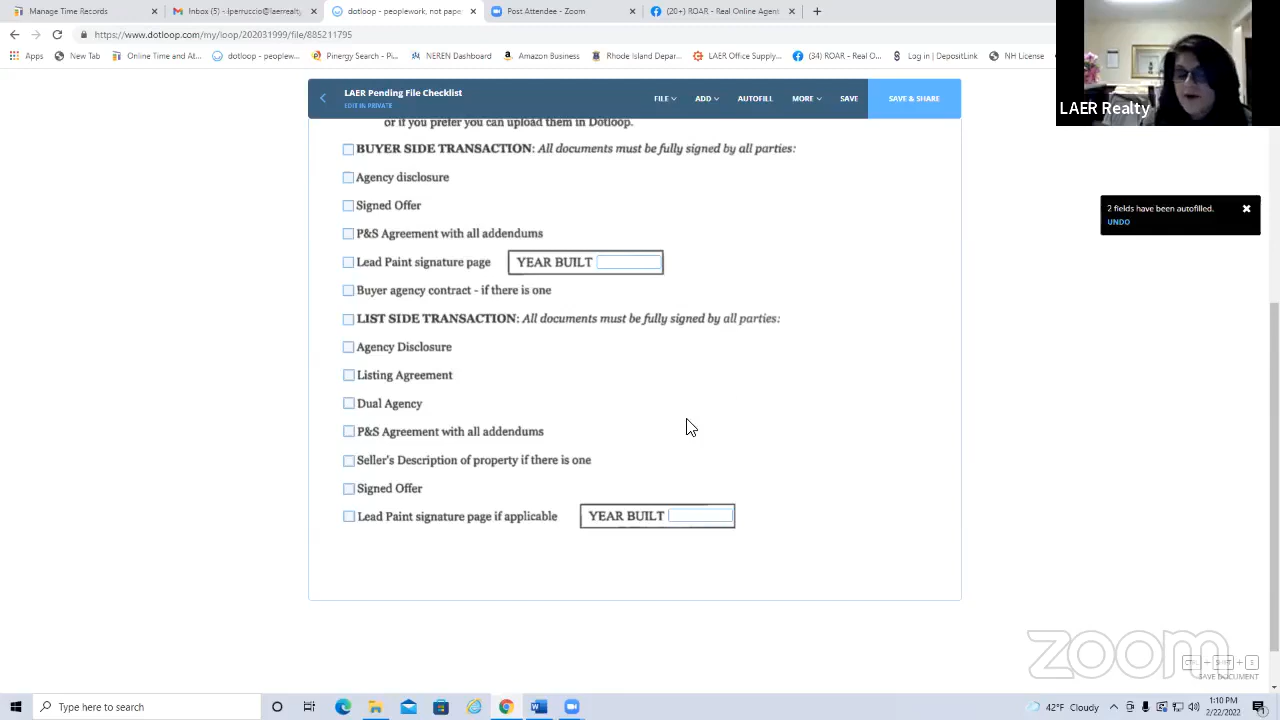 Manage Time Records
Inbox (5) - lperruccio@laerrealty
dotloop - peoplework, not paper
Post Attendee - Zoom
(20+) ROAR - Real Online Agent
https://www.dotloop.com/my/loop/202031999/file/885211795
Apps
New Tab
Online Time and At...
dotloop - peoplew...
Pinergy Search - Pi...
NEREN Dashboard
Amazon Business
Rhode Island Depar...
LAER Office Supply...
(34) ROAR - Real O...
Log in | DepositLink
NH License
LAER Realty
LAER Pending File Checklist
EDIT IN: PRIVATE
FILE
ADD
AUTOFILL
MORE
SAVE
SAVE & SHARE
or if you prefer you can upload them in Dotloop.
BUYER SIDE TRANSACTION: All documents must be fully signed by all parties:
Agency disclosure
Signed Offer
P&S Agreement with all addendums
Lead Paint signature page YEAR BUILT
Buyer agency contract - if there is one
LIST SIDE TRANSACTION: All documents must be fully signed by all parties:
Agency Disclosure
Listing Agreement
Dual Agency
P&S Agreement with all addendums
Seller's Description of property if there is one
Signed Offer
Lead Paint signature page if applicable YEAR BUILT
2 fields have been autofilled.
UNDO
zoom
SAVE DOCUMENT
Type here to search
42°F Cloudy
1:10 PM
2/22/2022